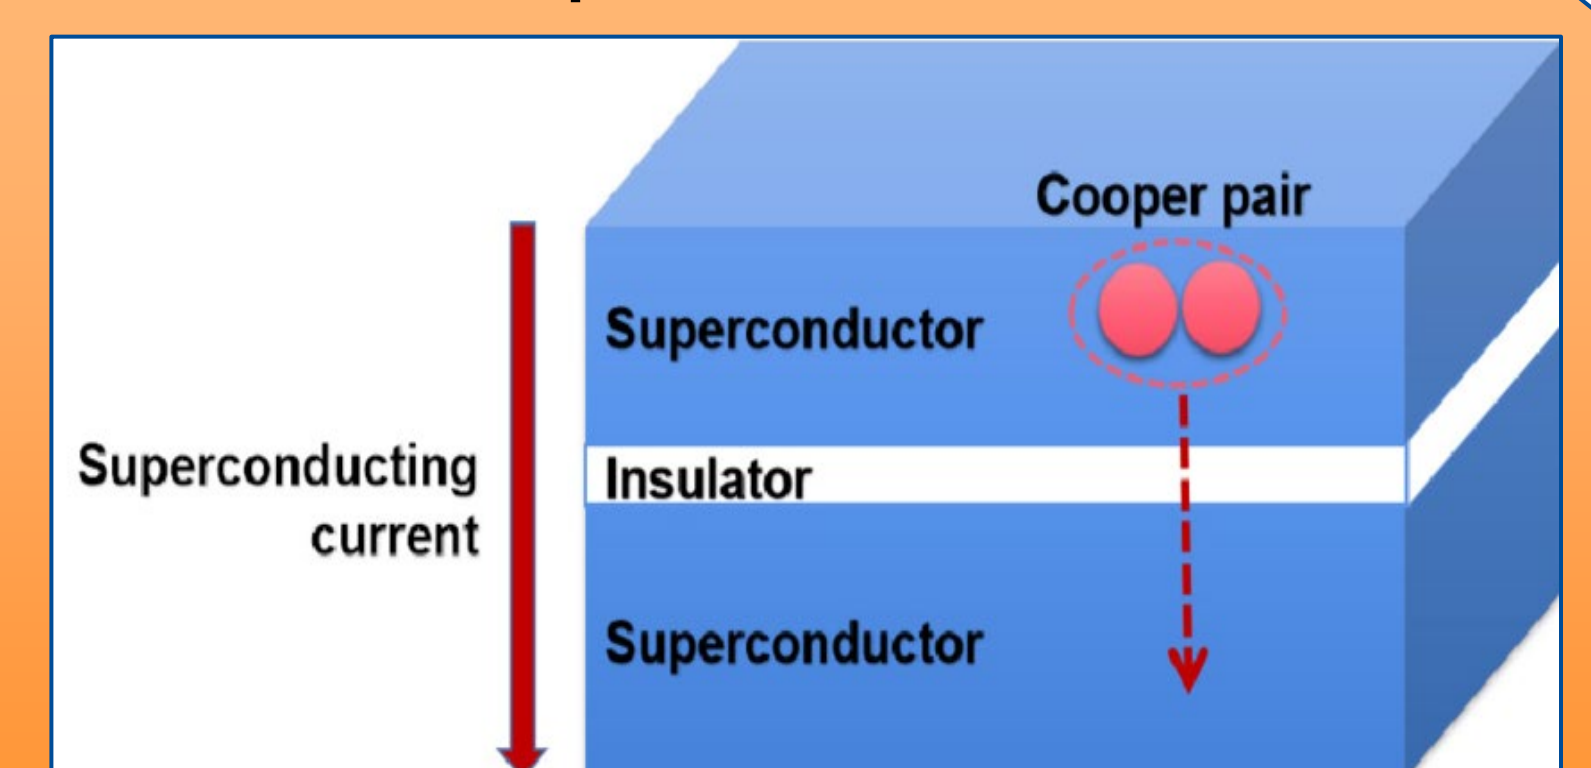 Cooper pair
Superconductor
Superconducting
current
Insulator
Superconductor